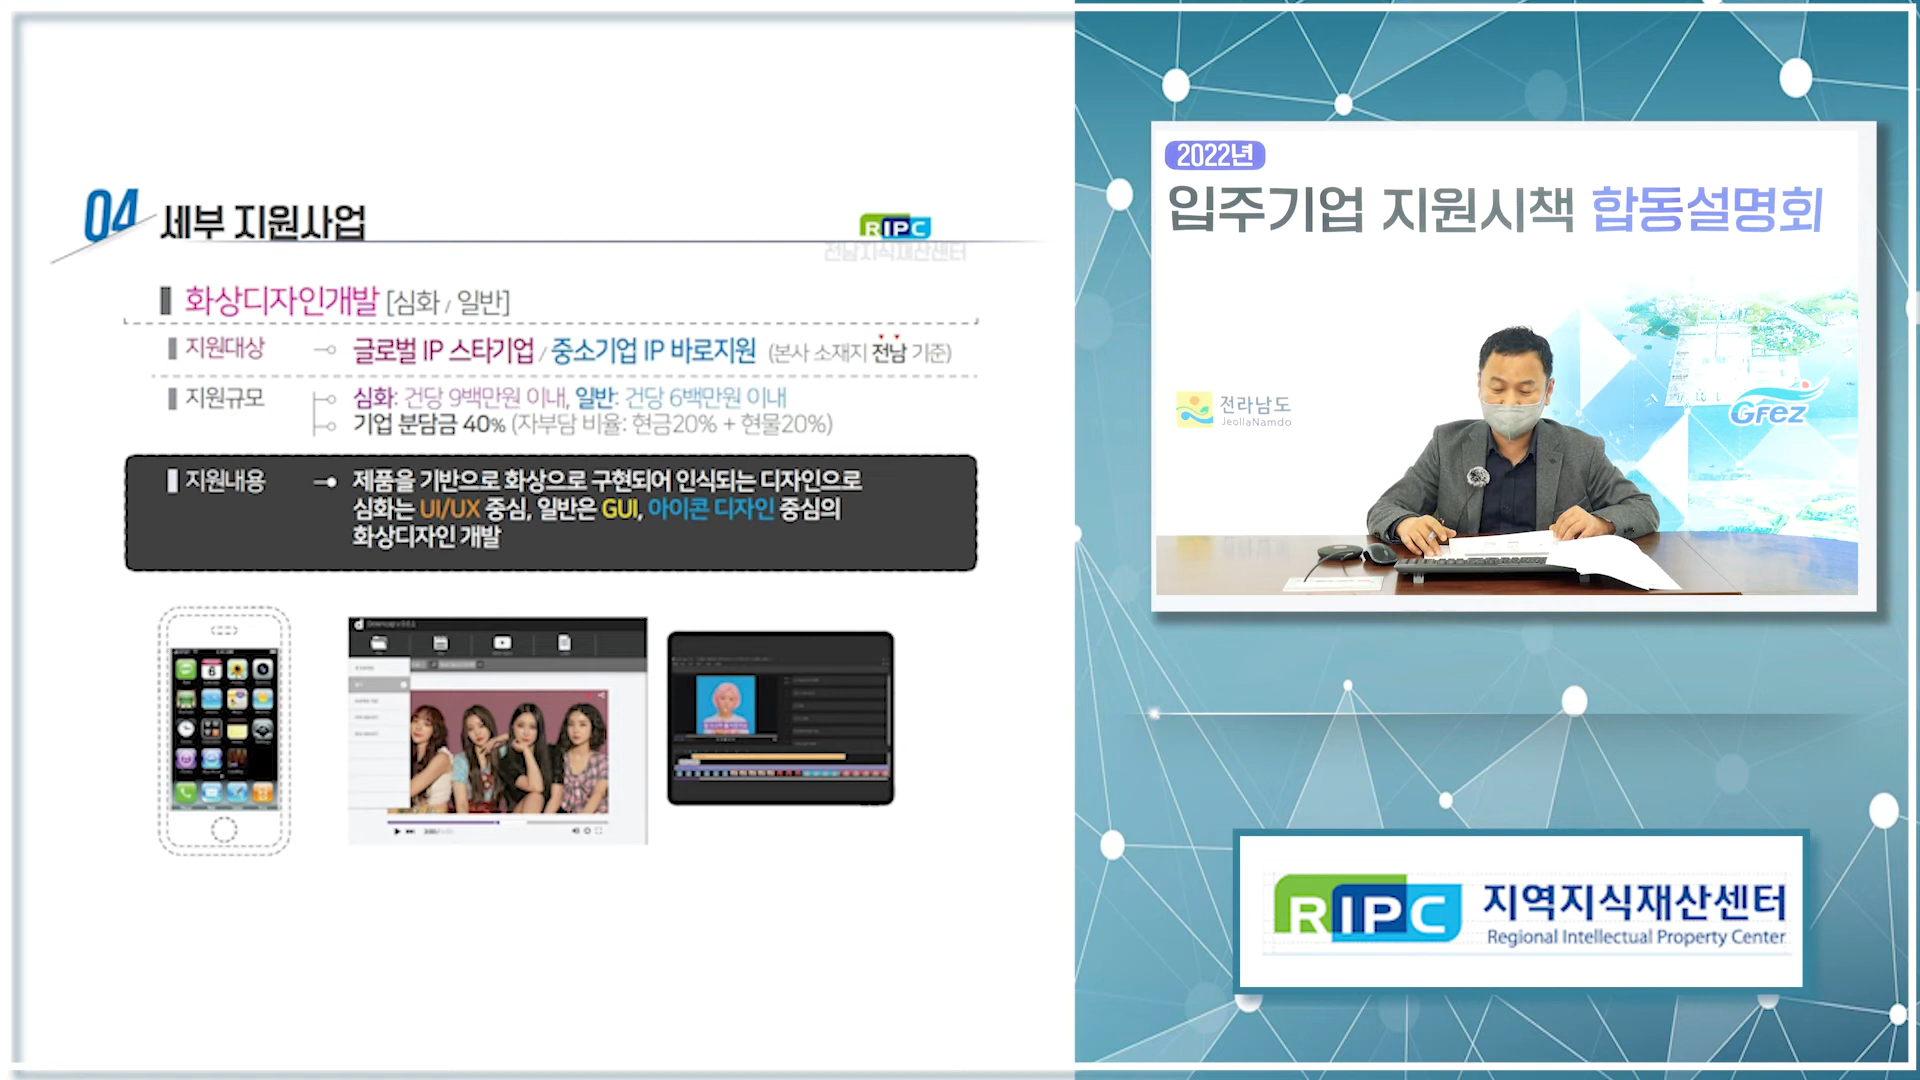 04 세부 지원사업
RIPC
전남지식재산센터
화상디자인개발 [심화 / 일반]
지원대상 글로벌 IP 스타기업 / 중소기업 IP 바로지원 (본사 소재지 전남 기준)
지원규모 심화: 건당 9백만원 이내, 일반: 건당 6백만원 이내
기업 분담금 40% (자부담 비율: 현금20% + 현물20%)
지원내용 제품을 기반으로 화상으로 구현되어 인식되는 디자인으로
심화는 UI/UX 중심, 일반은 GUI, 아이콘 디자인 중심의
화상디자인 개발
2022년
입주기업 지원시책 합동설명회
전라남도
JeollaNamdo
GFEZ
RIPC 지역지식재산센터
Regional Intellectual Property Center